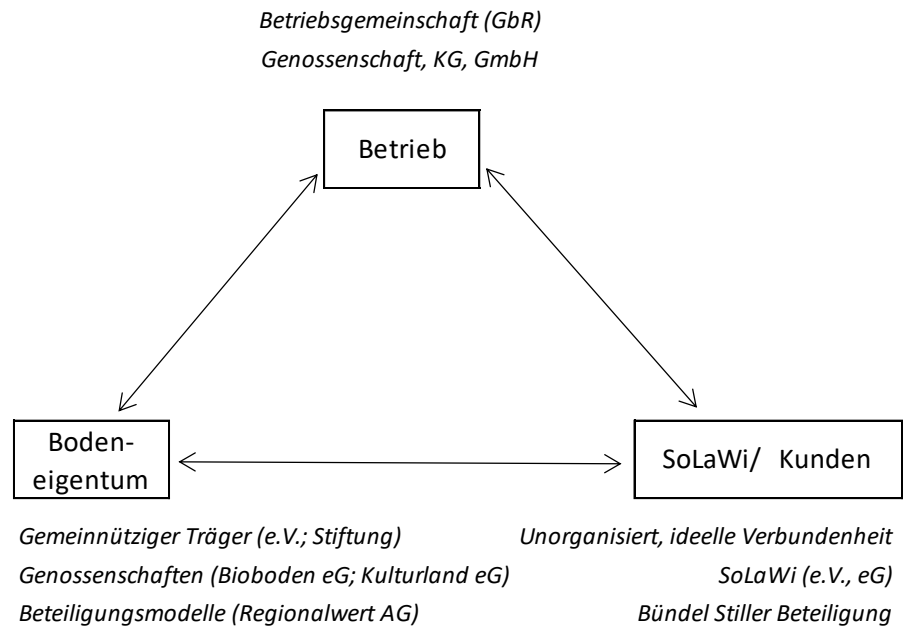 Betriebsgemeinschaft (GbR)
Genossenschaft, KG, GmbH
Betrieb
Boden-
eigentum
SoLaWi/ Kunden
Gemeinnütziger Träger (e.V.; Stiftung)
Genossenschaften (Bioboden eG; Kulturland eG)
Beteiligungsmodelle (Regionalwert AG)
Unorganisiert, ideelle Verbundenheit
SoLaWi (e.V., eG)
Bündel Stiller Beteiligung